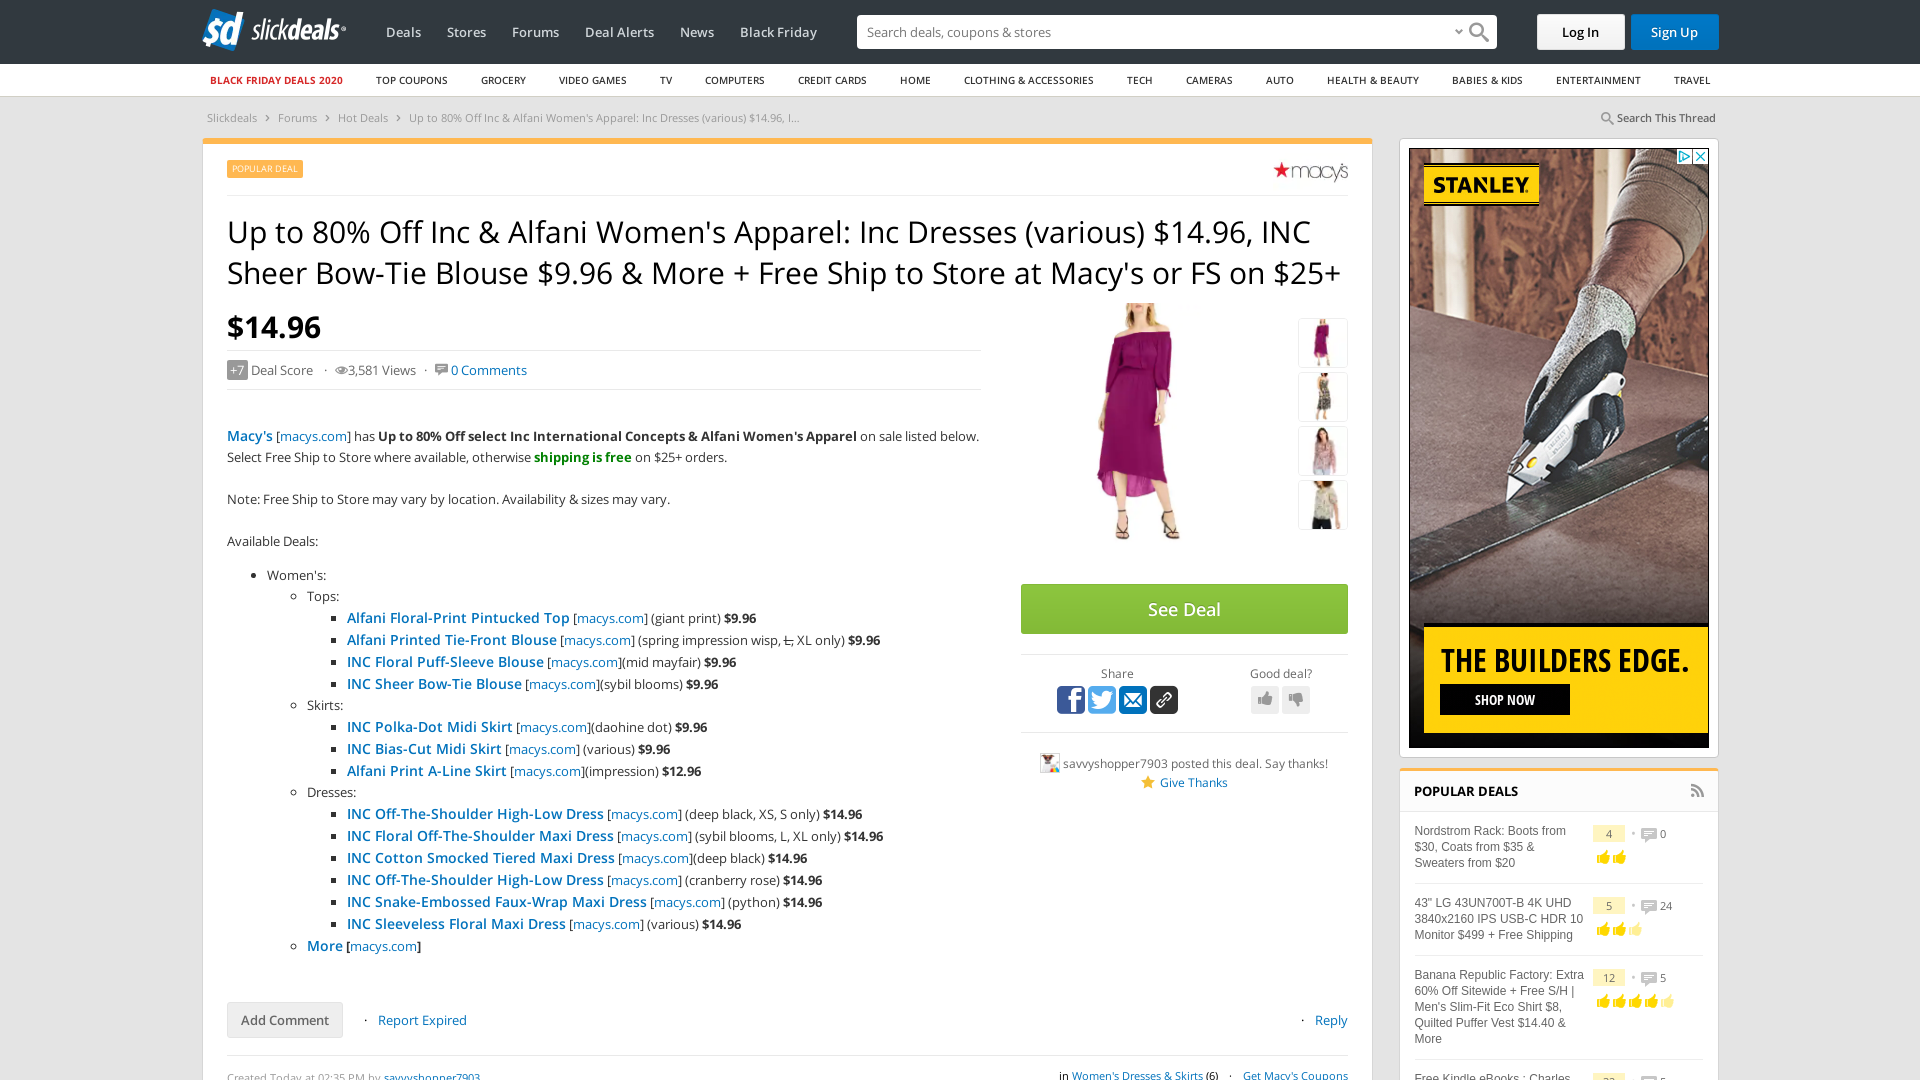 sd slickdeals
Deals Stores Forums Deal Alerts News Black Friday
Search deals, coupons & stores
Log In
Sign Up
BLACK FRIDAY DEALS 2020 TOP COUPONS GROCERY VIDEO GAMES TV COMPUTERS CREDIT CARDS HOME CLOTHING & ACCESSORIES TECH CAMERAS AUTO HEALTH & BEAUTY BABIES & KIDS ENTERTAINMENT TRAVEL
Slickdeals › Forums › Hot Deals › Up to 80% Off Inc & Alfani Women's Apparel: Inc Dresses (various) $14.96, I...
Search This Thread
POPULAR DEAL
macy's
Up to 80% Off Inc & Alfani Women's Apparel: Inc Dresses (various) $14.96, INC
Sheer Bow-Tie Blouse $9.96 & More + Free Ship to Store at Macy's or FS on $25+
$14.96
+7 Deal Score · 3,581 Views · 0 Comments
Macy's [macys.com] has Up to 80% Off select Inc International Concepts & Alfani Women's Apparel on sale listed below.
Select Free Ship to Store where available, otherwise shipping is free on $25+ orders.
Note: Free Ship to Store may vary by location. Availability & sizes may vary.
Available Deals:
Women's:
Tops:
Alfani Floral-Print Pintucked Top [macys.com] (giant print) $9.96
Alfani Printed Tie-Front Blouse [macys.com] (spring impression wisp, L, XL only) $9.96
INC Floral Puff-Sleeve Blouse [macys.com](mid mayfair) $9.96
INC Sheer Bow-Tie Blouse [macys.com](sybil blooms) $9.96
Skirts:
INC Polka-Dot Midi Skirt [macys.com](daohine dot) $9.96
INC Bias-Cut Midi Skirt [macys.com] (various) $9.96
Alfani Print A-Line Skirt [macys.com](impression) $12.96
Dresses:
INC Off-The-Shoulder High-Low Dress [macys.com] (deep black, XS, S only) $14.96
INC Floral Off-The-Shoulder Maxi Dress [macys.com] (sybil blooms, L, XL only) $14.96
INC Cotton Smocked Tiered Maxi Dress [macys.com](deep black) $14.96
INC Off-The-Shoulder High-Low Dress [macys.com] (cranberry rose) $14.96
INC Snake-Embossed Faux-Wrap Maxi Dress [macys.com] (python) $14.96
INC Sleeveless Floral Maxi Dress [macys.com] (various) $14.96
More [macys.com]
See Deal
Share
Good deal?
savvyshopper7903 posted this deal. Say thanks!
Give Thanks
Add Comment · Report Expired
· Reply
Created Today at 02:35 PM by savvyshopper7903
in Women's Dresses & Skirts (6) · Get Macy's Coupons
STANLEY
THE BUILDERS EDGE.
SHOP NOW
POPULAR DEALS
Nordstrom Rack: Boots from
$30, Coats from $35 &
Sweaters from $20
4 • 0
43" LG 43UN700T-B 4K UHD
3840x2160 IPS USB-C HDR 10
Monitor $499 + Free Shipping
5 • 24
Banana Republic Factory: Extra
60% Off Sitewide + Free S/H |
Men's Slim-Fit Eco Shirt $8,
Quilted Puffer Vest $14.40 &
More
12 • 5
Free Kindle eBooks : Charles